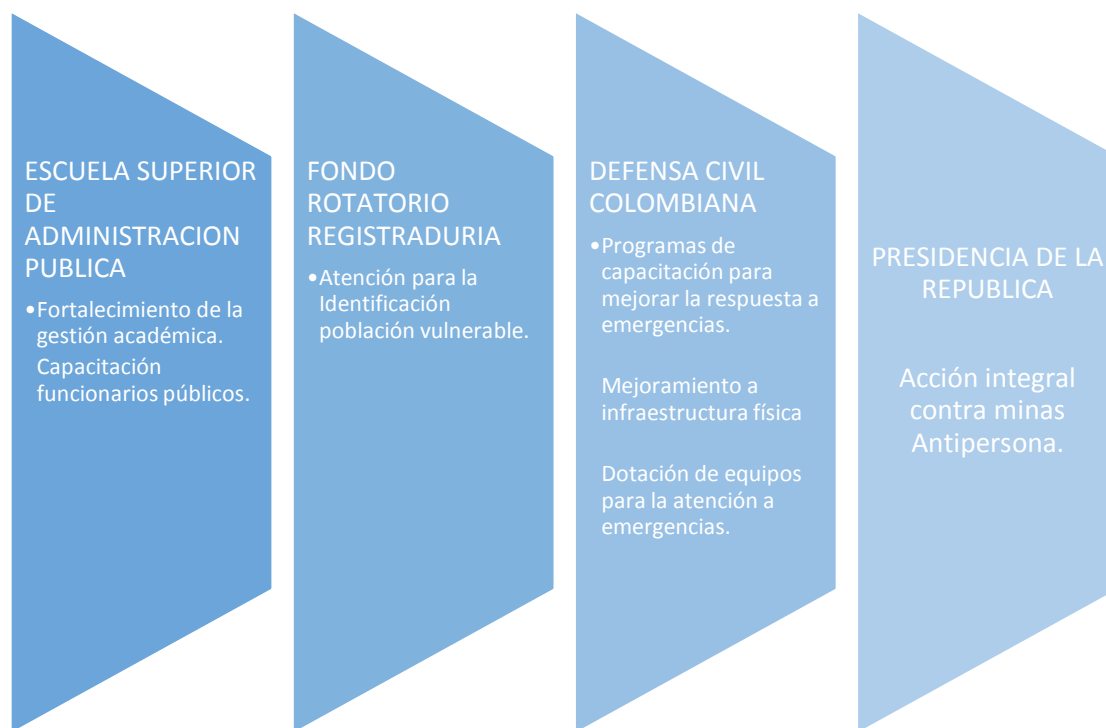 ESCUELA SUPERIOR
DE
ADMINISTRACION
PUBLICA
•Fortalecimiento de la
gestión académica.
Capacitación
funcionarios públicos.
FONDO
ROTATORIO
REGISTRADURIA
•Atención para la
Identificación
población vulnerable.
DEFENSA CIVIL
COLOMBIANA
•Programas de
capacitación para
mejorar la respuesta a
emergencias.
Mejoramiento a
infraestructura física
Dotación de equipos
para la atención a
emergencias.
PRESIDENCIA DE LA
REPUBLICA
Acción integral
contra minas
Antipersona.